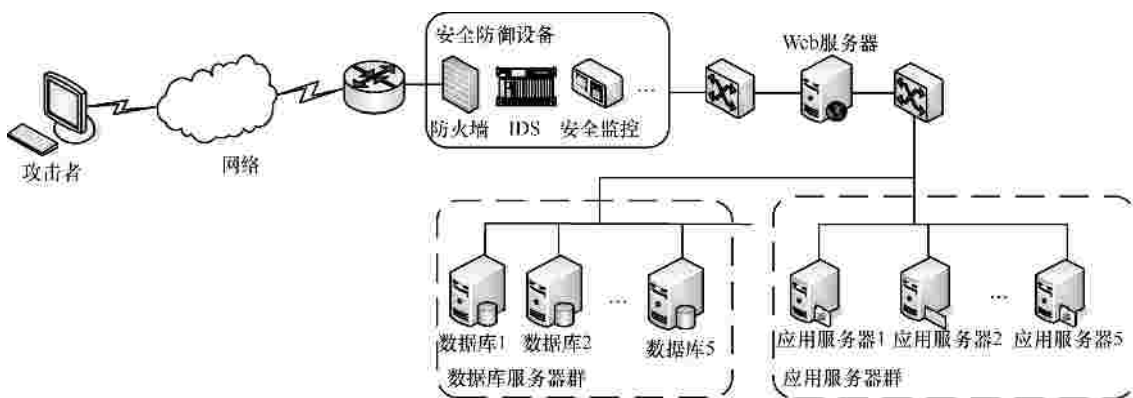 安全防御设备
Web服务器
防火墙
IDS
安全监控
...
攻击者
网络
数据库1
数据库2
...
数据库5
数据库服务器群
应用服务器1
应用服务器2
...
应用服务器5
应用服务器群